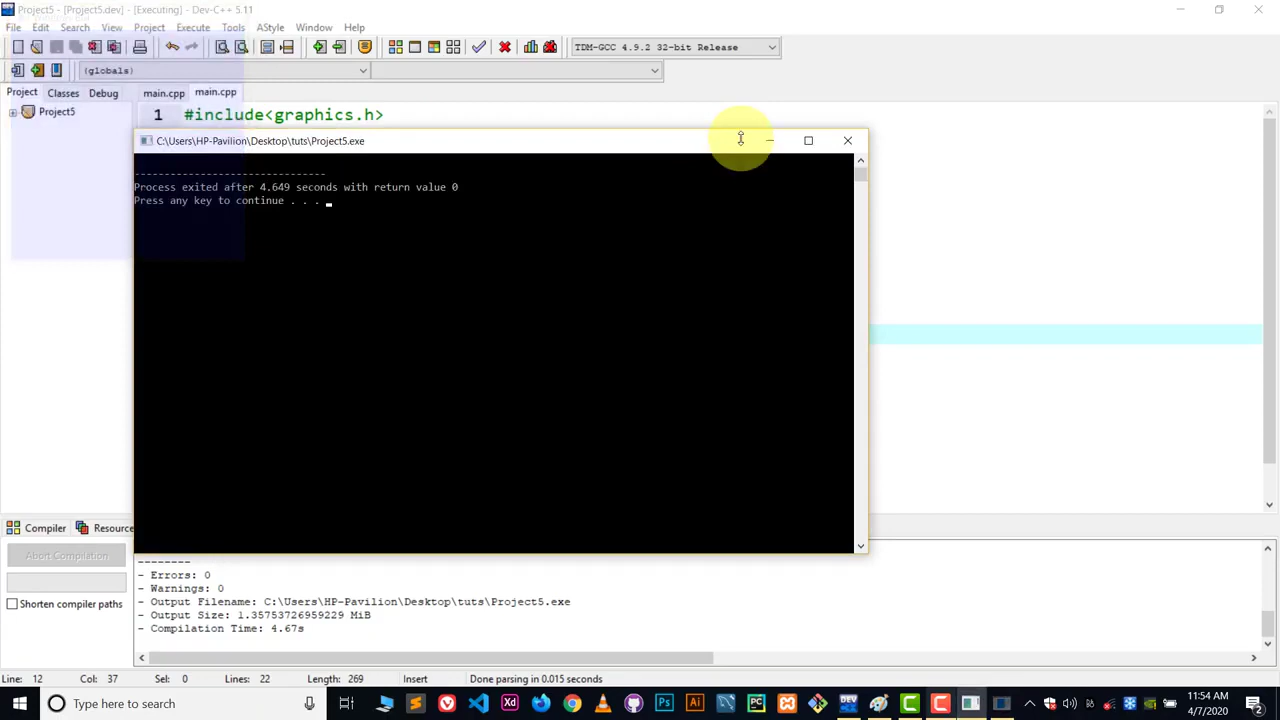 Project5 - [Project5.dev] - [Executing] - Dev-C++ 5.11
File Edit Search View Project Execute Tools AStyle Window Help
TDM-GCC 4.9.2 32-bit Release
(globals)
Project Classes Debug main.cpp main.cpp
Project5
1 #include<graphics.h>
C:\Users\HP-Pavilion\Desktop\tuts\Project5.exe
--------------------------------
Process exited after 4.649 seconds with return value 0
Press any key to continue . . .
Compiler Resource
Abort Compilation
Shorten compiler paths
--------
- Errors: 0
- Warnings: 0
- Output Filename: C:\Users\HP-Pavilion\Desktop\tuts\Project5.exe
- Output Size: 1.35753726959229 MiB
- Compilation Time: 4.67s
Line: 12 Col: 37 Sel: 0 Lines: 22 Length: 269 Insert Done parsing in 0.015 seconds
Type here to search
11:54 AM
4/7/2020